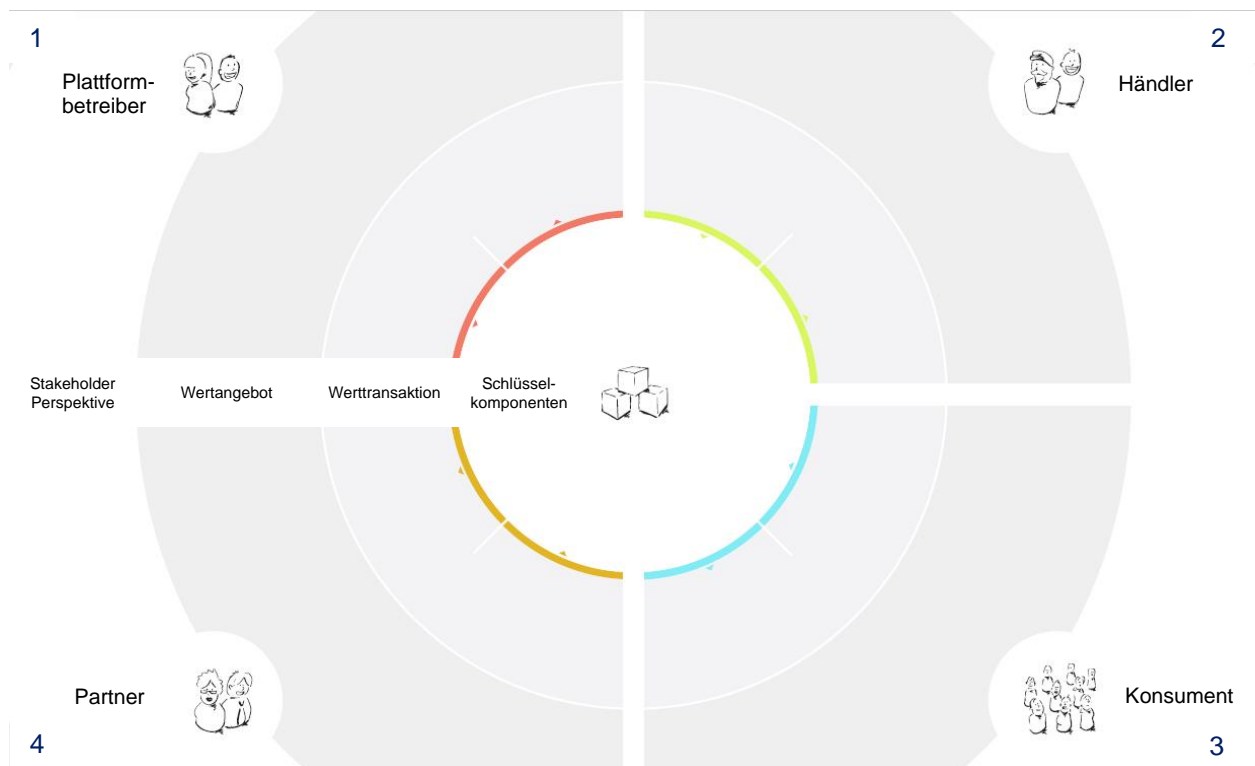 1
2
Plattform-
betreiber
Händler
Stakeholder
Perspektive
Wertangebot
Werttransaktion
Schlüssel-
komponenten
Partner
Konsument
4
3